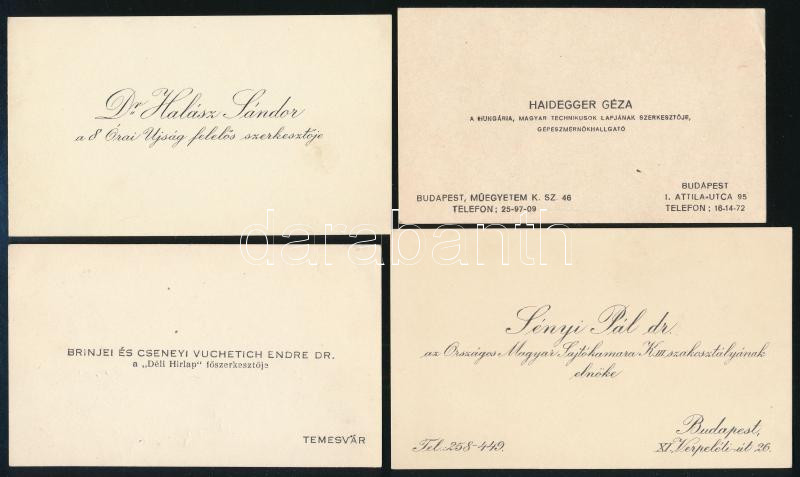 Dr Halász Sándor
a 8 Órai Ujság felelős szerkesztője
HAIDEGGER GÉZA
A HUNGÁRIA, MAGYAR TECHNIKUSOK LAPJÁNAK SZERKESZTŐJE,
GÉPÉSZMÉRNÖKHALLGATÓ
BUDAPEST, MŰEGYETEM K. SZ. 46
TELEFON; 25-97-09
BUDAPEST
I. ATTILA-UTCA 95
TELEFON; 16-14-72
BRINJEI ÉS CSENEYI VUCHETICH ENDRE DR.
a „Déli Hirlap” főszerkesztője
TEMESVÁR
Sényi Pál dr.
az Országos Magyar Sajtókamara K.III. szakosztályának
elnöke
Tel.: 258-449.
Budapest,
XI. Verpeléti-út 26.
darabanth